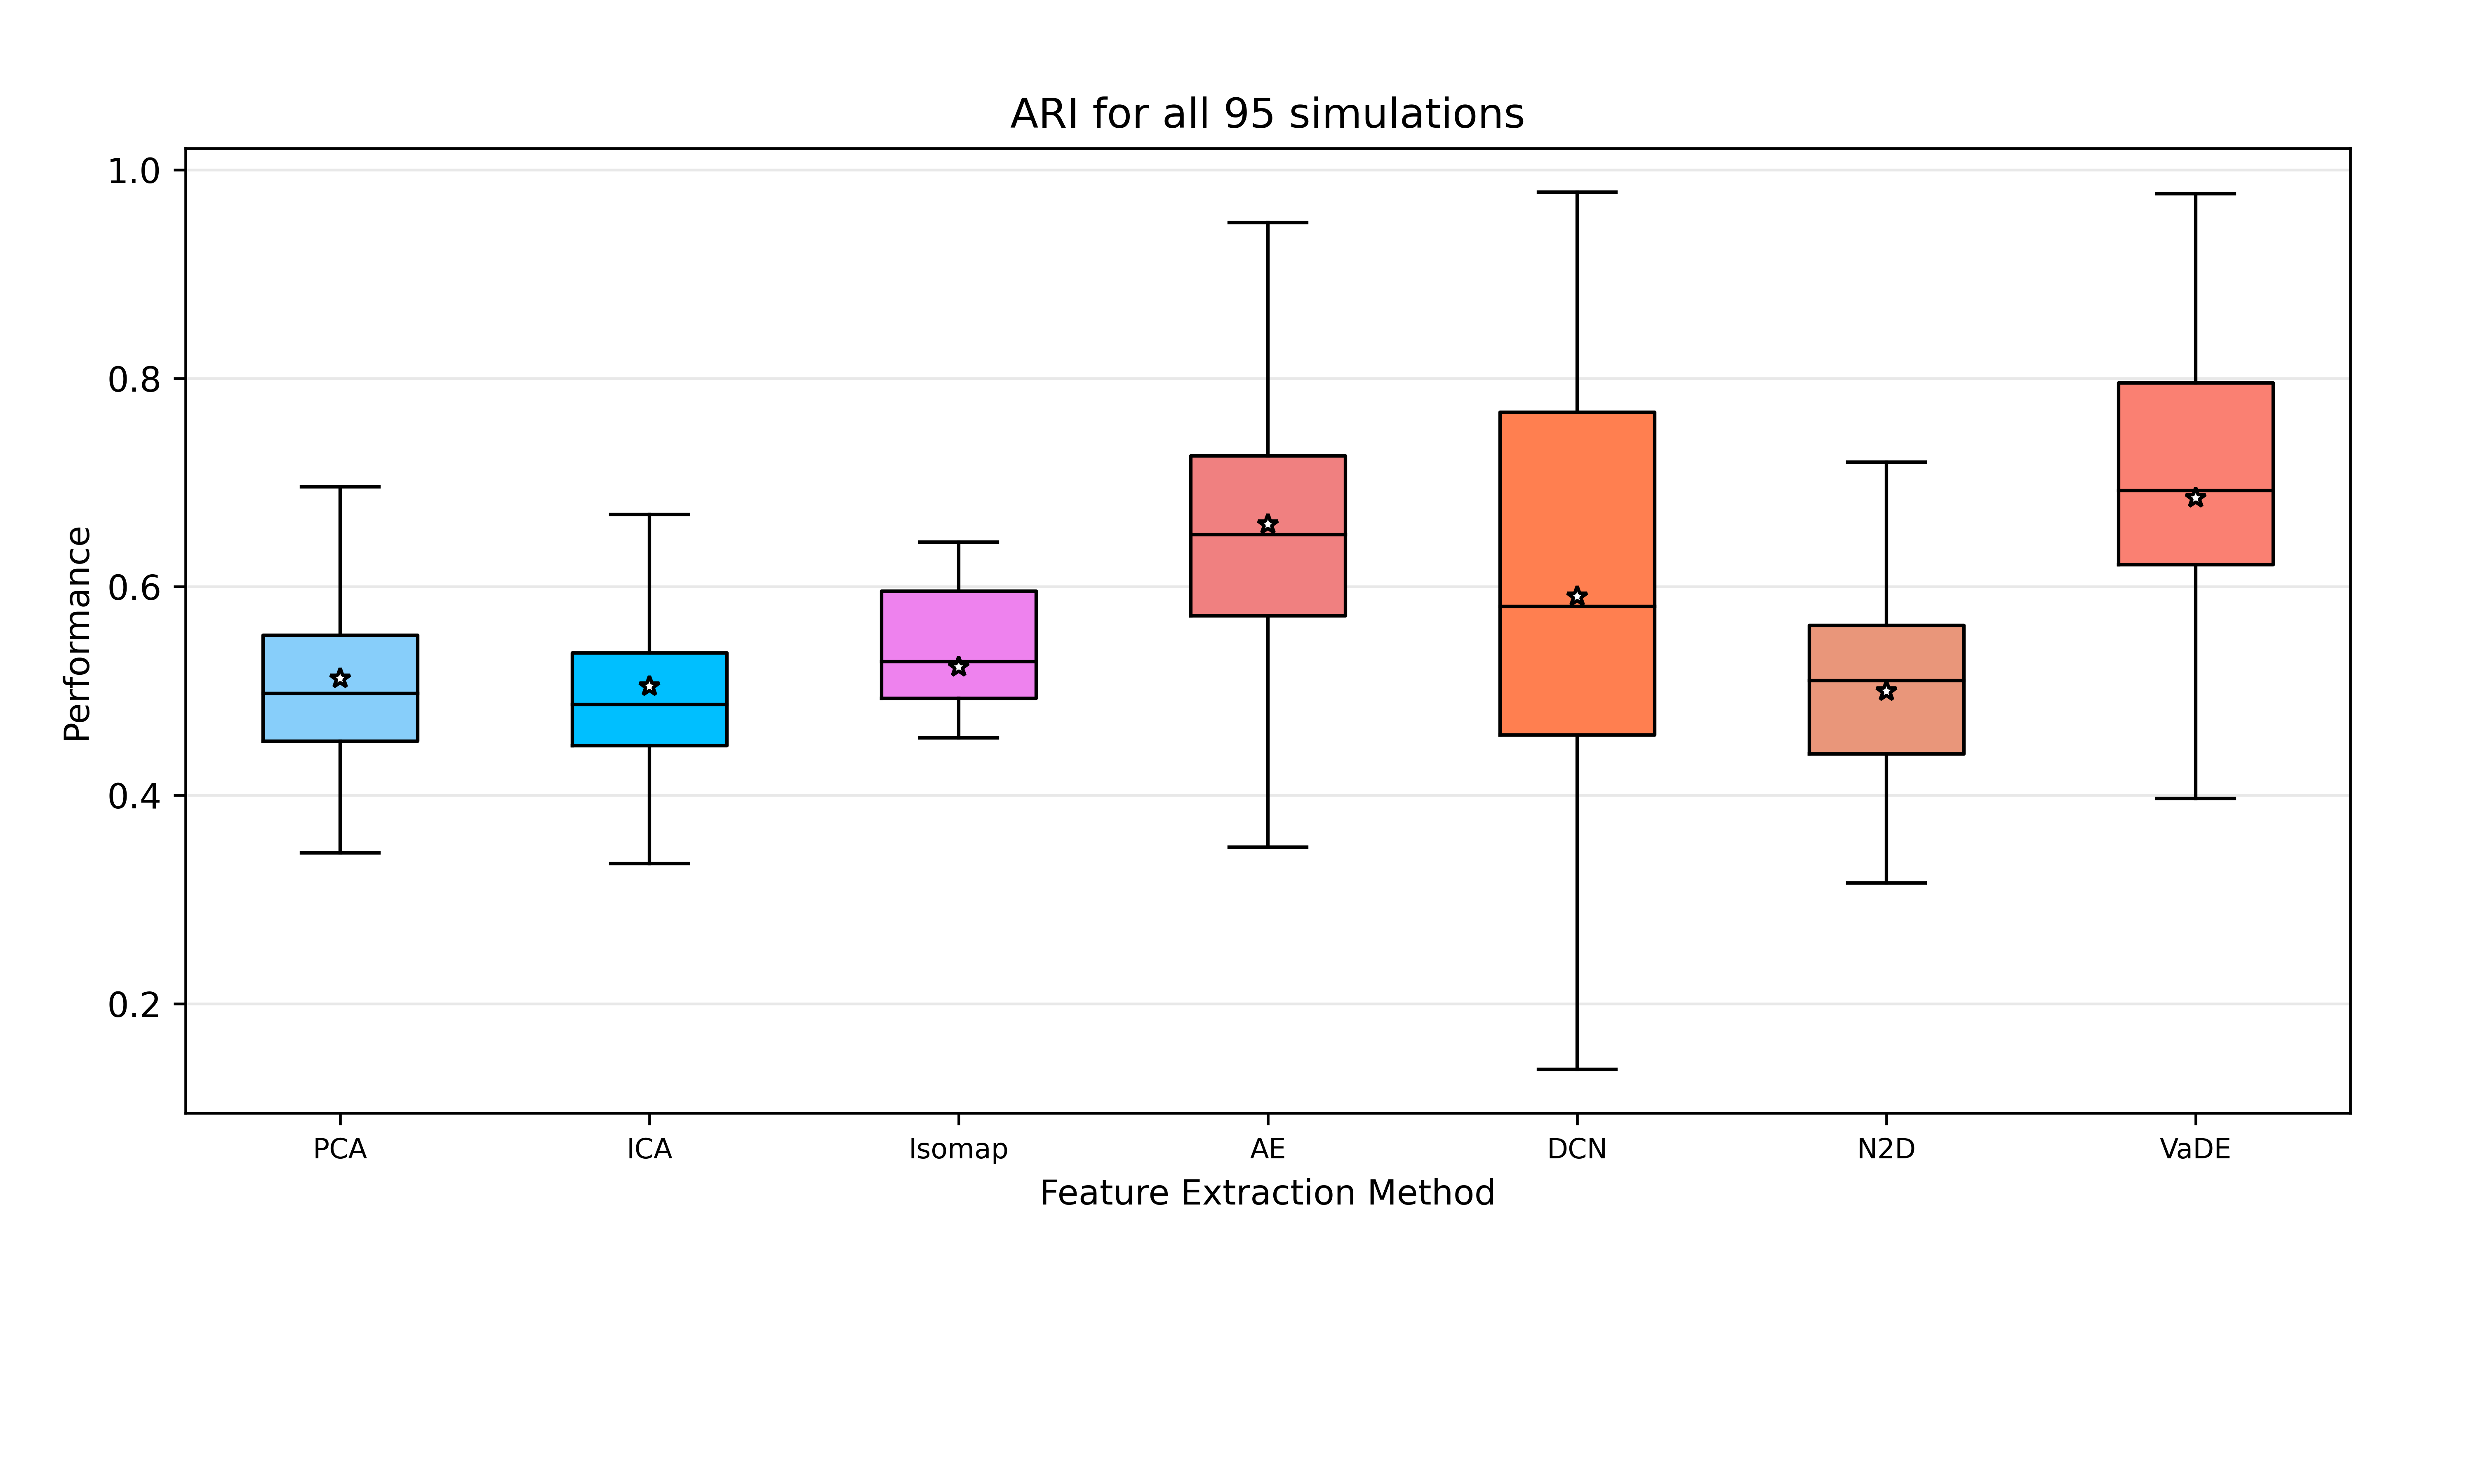 ARI for all 95 simulations
Performance
1.0
0.8
0.6
0.4
0.2
PCA ICA Isomap AE DCN N2D VaDE
Feature Extraction Method